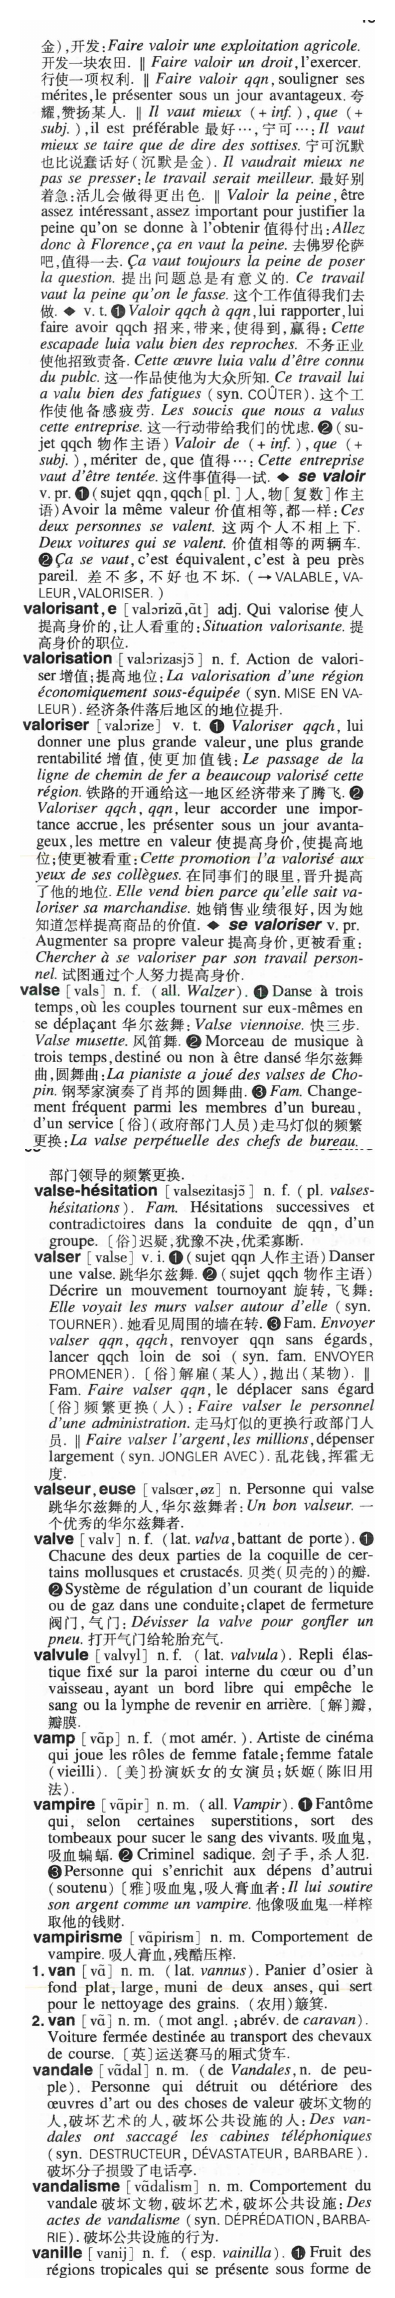 金),开发:Faire valoir une exploitation agricole.
开发一块农田. ‖ Faire valoir un droit, l'exercer.
行使一项权利. ‖ Faire valoir qqn, souligner ses
mérites, le présenter sous un jour avantageux. 夸
耀,赞扬某人. ‖ Il vaut mieux (+ inf.), que (+
subj.), il est préférable 最好…,宁可…: Il vaut
mieux se taire que de dire des sottises. 宁可沉默
也比说蠢话好(沉默是金). Il vaudrait mieux ne
pas se presser: le travail serait meilleur. 最好别
着急:活儿会做得更出色. ‖ Valoir la peine, être
assez intéressant, assez important pour justifier la
peine qu'on se donne à l'obtenir 值得付出: Allez
donc à Florence, ça en vaut la peine. 去佛罗伦萨
吧,值得一去. Ça vaut toujours la peine de poser
la question. 提出问题总是有意义的. Ce travail
vaut la peine qu'on le fasse. 这个工作值得我们去
做. ◆ v. t. ❶ Valoir qqch à qqn, lui rapporter, lui
faire avoir qqch 招来,带来,使得到,赢得: Cette
escapade luia valu bien des reproches. 不务正业
使他招致责备. Cette œuvre luia valu d'être connu
du publc. 这一作品使他为大众所知. Ce travail lui
a valu bien des fatigues (syn. COÛTER). 这个工
作使他备感疲劳. Les soucis que nous a valus
cette entreprise. 这一行动带给我们的忧虑. ❷ (su-
jet qqch 物作主语) Valoir de (+ inf.), que (+
subj.), mériter de, que 值得…: Cette entreprise
vaut d'être tentée. 这件事值得一试. ◆ se valoir
v. pr. ❶ (sujet qqn, qqch [pl.] 人,物[复数]作主
语) Avoir la même valeur 价值相等,都一样: Ces
deux personnes se valent. 这两个人不相上下.
Deux voitures qui se valent. 价值相等的两辆车.
❷ Ça se vaut, c'est équivalent, c'est à peu près
pareil. 差不多,不好也不坏. (→ VALABLE, VA-
LEUR, VALORISER.)
valorisant, e [valɔrizɑ̃, ɑ̃t] adj. Qui valorise 使人
提高身价的,让人看重的: Situation valorisante. 提
高身价的职位.
valorisation [valɔrizasjɔ̃] n. f. Action de valori-
ser 增值;提高地位: La valorisation d'une région
économiquement sous-équipée (syn. MISE EN VA-
LEUR). 经济条件落后地区的地位提升.
valoriser [valɔrize] v. t. ❶ Valoriser qqch, lui
donner une plus grande valeur, une plus grande
rentabilité 增值,使更加值钱: Le passage de la
ligne de chemin de fer a beaucoup valorisé cette
région. 铁路的开通给这一地区经济带来了腾飞. ❷
Valoriser qqch, qqn, leur accorder une impor-
tance accrue, les présenter sous un jour avanta-
geux, les mettre en valeur 使提高身价,使提高地
位;使更被看重: Cette promotion l'a valorisé aux
yeux de ses collègues. 在同事们的眼里,晋升提高
了他的地位. Elle vend bien parce qu'elle sait va-
loriser sa marchandise. 她销售业绩很好,因为她
知道怎样提高商品的价值. ◆ se valoriser v. pr.
Augmenter sa propre valeur 提高身价,更被看重:
Chercher à se valoriser par son travail person-
nel. 试图通过个人努力提高身价.
valse [vals] n. f. (all. Walzer). ❶ Danse à trois
temps, où les couples tournent sur eux-mêmes en
se déplaçant 华尔兹舞: Valse viennoise. 快三步.
Valse musette. 风笛舞. ❷ Morceau de musique à
trois temps, destiné ou non à être dansé 华尔兹舞
曲,圆舞曲: La pianiste a joué des valses de Cho-
pin. 钢琴家演奏了肖邦的圆舞曲. ❸ Fam. Change-
ment fréquent parmi les membres d'un bureau,
d'un service [俗](政府部门人员)走马灯似的频繁
更换: La valse perpétuelle des chefs de bureau.
部门领导的频繁更换.
valse-hésitation [valsezitasjɔ̃] n. f. (pl. valses-
hésitations). Fam. Hésitations successives et
contradictoires dans la conduite de qqn, d'un
groupe. 〔俗〕迟疑,犹豫不决,优柔寡断.
valser [valse] v. i. ❶ (sujet qqn 人作主语) Danser
une valse. 跳华尔兹舞. ❷ (sujet qqch 物作主语)
Décrire un mouvement tournoyant 旋转,飞舞:
Elle voyait les murs valser autour d'elle (syn.
TOURNER). 她看见周围的墙在转. ❸ Fam. Envoyer
valser qqn, qqch, renvoyer qqn sans égards,
lancer qqch loin de soi (syn. fam. ENVOYER
PROMENER). 〔俗〕解雇(某人),抛出(某物). ‖
Fam. Faire valser qqn, le déplacer sans égard
〔俗〕频繁更换(人): Faire valser le personnel
d'une administration. 走马灯似的更换行政部门人
员. ‖ Faire valser l'argent, les millions, dépenser
largement (syn. JONGLER AVEC). 乱花钱,挥霍无
度.
valseur, euse [valsœr, øz] n. Personne qui valse
跳华尔兹舞的人,华尔兹舞者: Un bon valseur. 一
个优秀的华尔兹舞者.
valve [valv] n. f. (lat. valva, battant de porte). ❶
Chacune des deux parties de la coquille de cer-
tains mollusques et crustacés. 贝类(贝壳的)的瓣.
❷ Système de régulation d'un courant de liquide
ou de gaz dans une conduite; clapet de fermeture
阀门,气门: Dévisser la valve pour gonfler un
pneu. 打开气门给轮胎充气.
valvule [valvyl] n. f. (lat. valvula). Repli élas-
tique fixé sur la paroi interne du cœur ou d'un
vaisseau, ayant un bord libre qui empêche le
sang ou la lymphe de revenir en arrière. 〔解〕瓣,
瓣膜.
vamp [vɑ̃p] n. f. (mot amér.). Artiste de cinéma
qui joue les rôles de femme fatale; femme fatale
(vieilli). 〔美〕扮演妖女的女演员;妖姬(陈旧用
法).
vampire [vɑ̃pir] n. m. (all. Vampir). ❶ Fantôme
qui, selon certaines superstitions, sort des
tombeaux pour sucer le sang des vivants. 吸血鬼,
吸血蝙蝠. ❷ Criminel sadique. 刽子手,杀人犯.
❸ Personne qui s'enrichit aux dépens d'autrui
(soutenu) 〔雅〕吸血鬼,吸人膏血者: Il lui soutire
son argent comme un vampire. 他像吸血鬼一样榨
取他的钱财.
vampirisme [vɑ̃pirism] n. m. Comportement de
vampire. 吸人膏血,残酷压榨.
1. van [vɑ̃] n. m. (lat. vannus). Panier d'osier à
fond plat, large, muni de deux anses, qui sert
pour le nettoyage des grains. (农用)簸箕.
2. van [vɑ̃] n. m. (mot angl.; abrév. de caravan).
Voiture fermée destinée au transport des chevaux
de course. 〔英〕运送赛马的厢式货车.
vandale [vɑ̃dal] n. m. (de Vandales, n. de peu-
ple). Personne qui détruit ou détériore des
œuvres d'art ou des choses de valeur 破坏文物的
人,破坏艺术的人,破坏公共设施的人: Des van-
dales ont saccagé les cabines téléphoniques
(syn. DESTRUCTEUR, DÉVASTATEUR, BARBARE).
破坏分子损毁了电话亭.
vandalisme [vɑ̃dalism] n. m. Comportement du
vandale 破坏文物,破坏艺术,破坏公共设施: Des
actes de vandalisme (syn. DÉPRÉDATION, BARBA-
RIE). 破坏公共设施的行为.
vanille [vanij] n. f. (esp. vainilla). ❶ Fruit des
régions tropicales qui se présente sous forme de